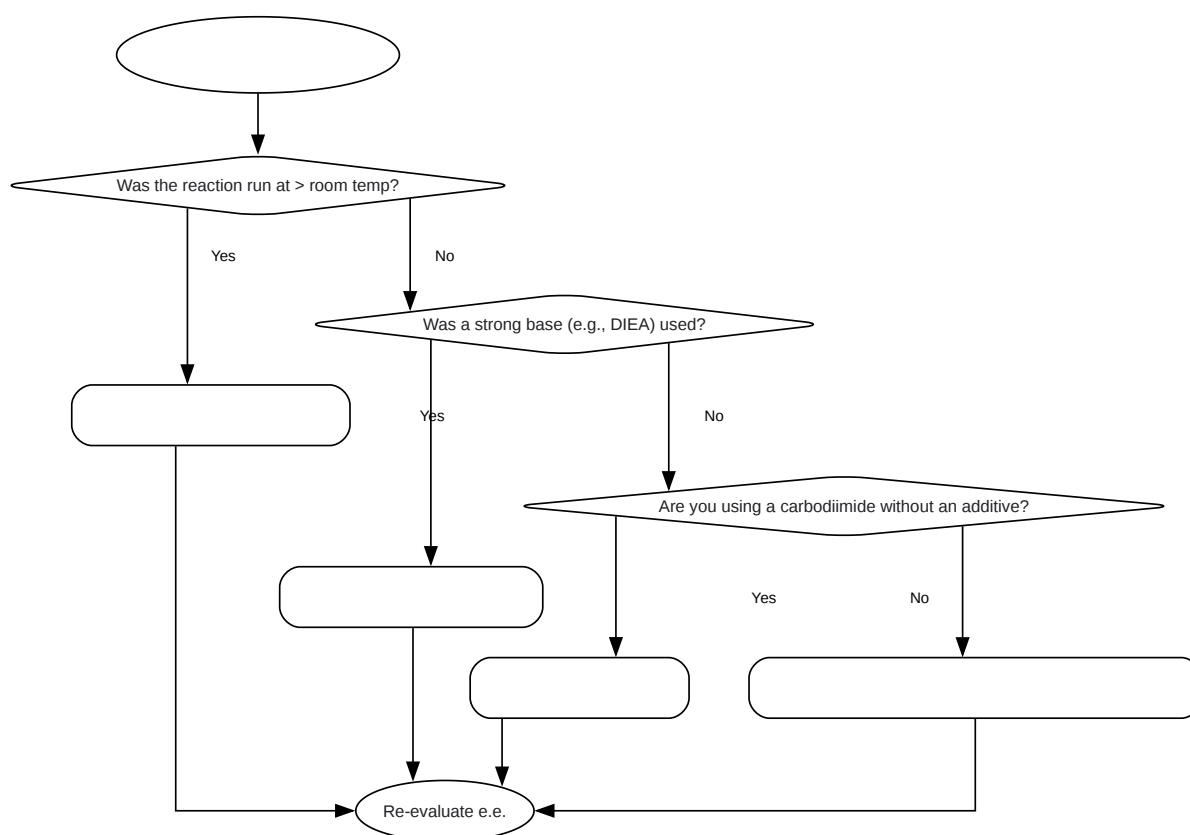 Was the reaction run at > room temp?
Yes
No
Was a strong base (e.g., DIEA) used?
Yes
No
Are you using a carbodiimide without an additive?
Yes
No
Re-evaluate e.e.